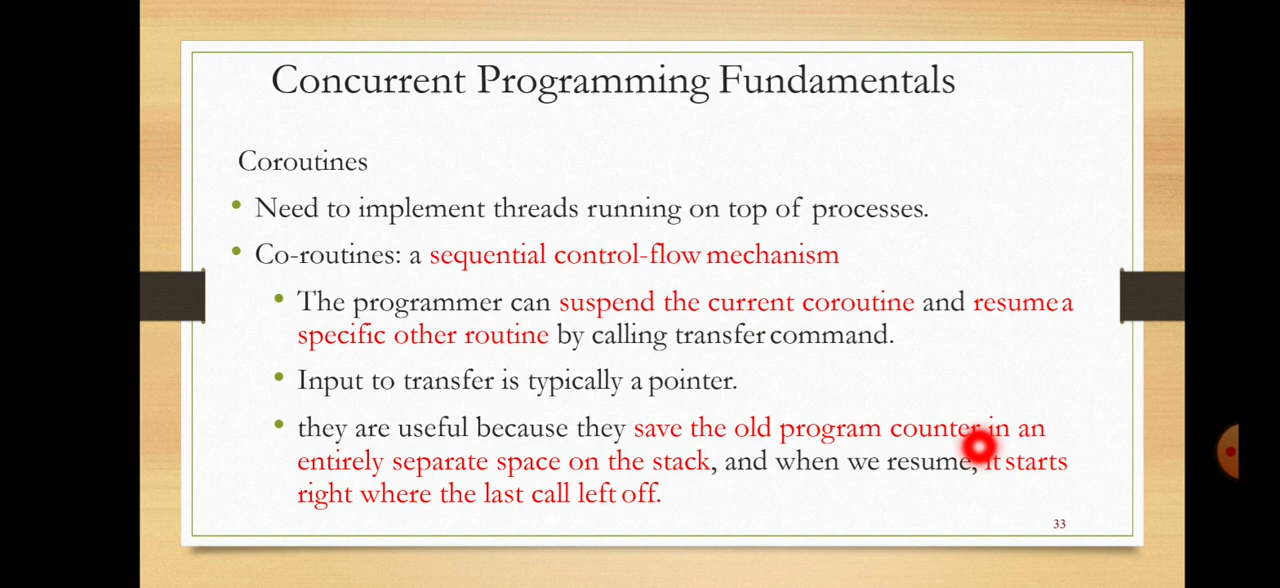 Concurrent Programming Fundamentals
Coroutines
• Need to implement threads running on top of processes.
• Co-routines: a sequential control-flow mechanism
• The programmer can suspend the current coroutine and resume a
specific other routine by calling transfer command.
• Input to transfer is typically a pointer.
• they are useful because they save the old program counter in an
entirely separate space on the stack, and when we resume, it starts
right where the last call left off.
33